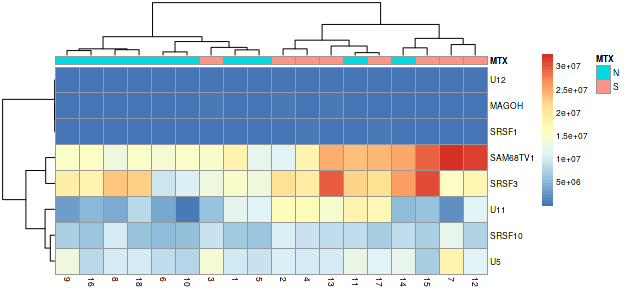 MTX
U12
MAGOH
SRSF1
SAM68TV1
SRSF3
U11
SRSF10
U5
9 16 8 18 6 10 3 1 5 2 4 13 11 17 14 15 7 12
3e+07
2.5e+07
2e+07
1.5e+07
1e+07
5e+06
MTX
N
S